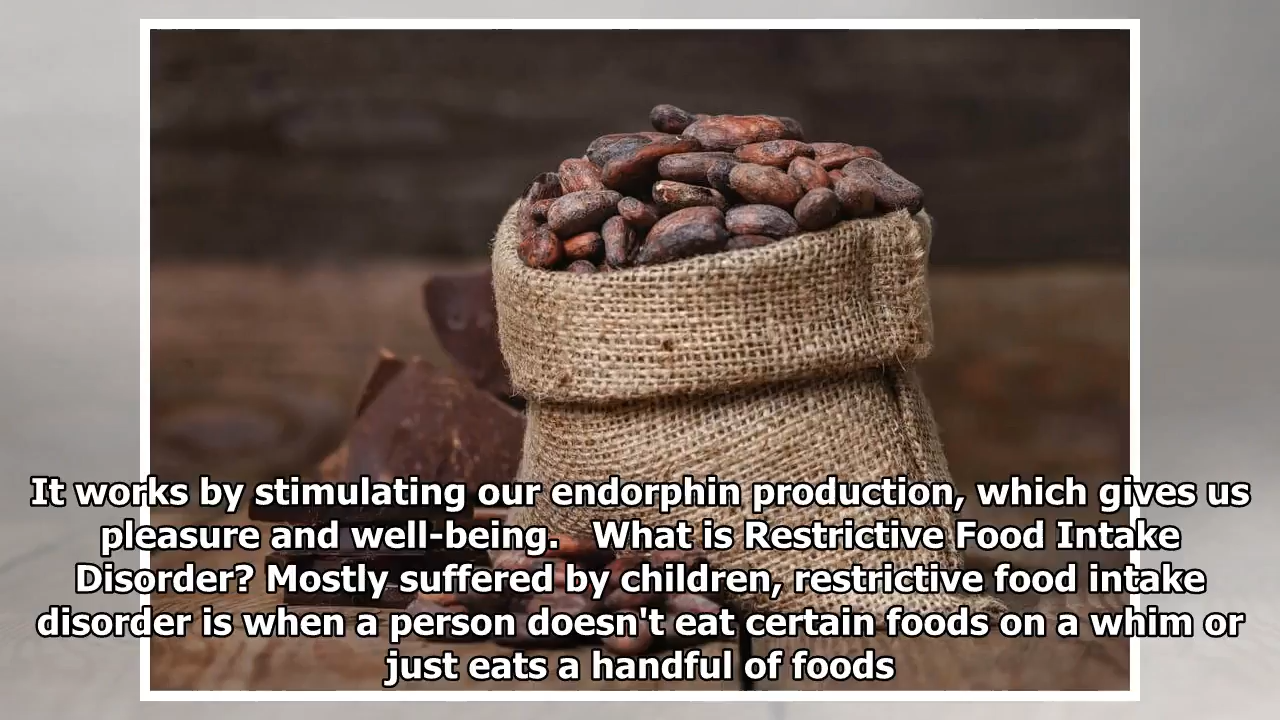 It works by stimulating our endorphin production, which gives us
pleasure and well-being.   What is Restrictive Food Intake
Disorder? Mostly suffered by children, restrictive food intake
disorder is when a person doesn't eat certain foods on a whim or
just eats a handful of foods